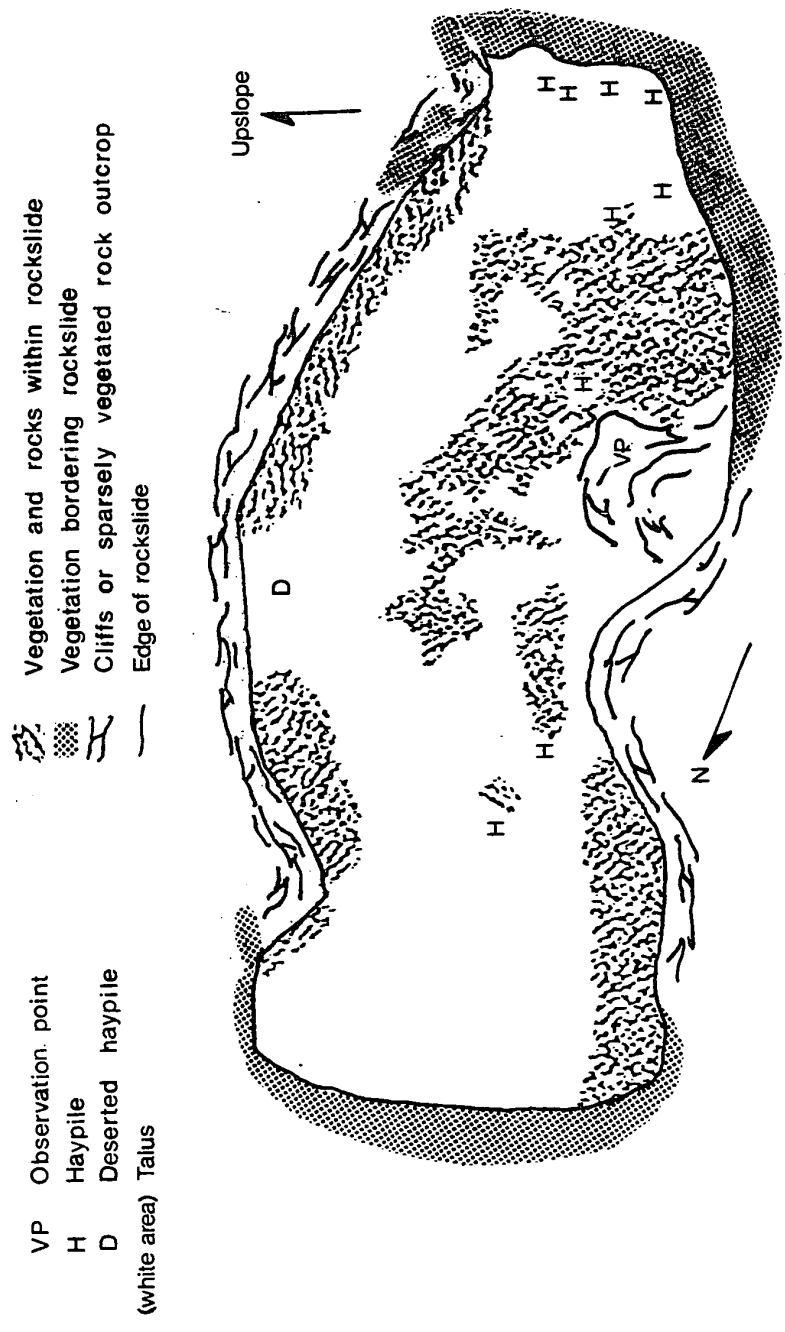 VP Observation point
H Haypile
D Deserted haypile
(white area) Talus
Vegetation and rocks within rockslide
Vegetation bordering rockslide
Cliffs or sparsely vegetated rock outcrop
Edge of rockslide
Upslope
D
H
H
H
H
H
H
H
VP
H
H
N